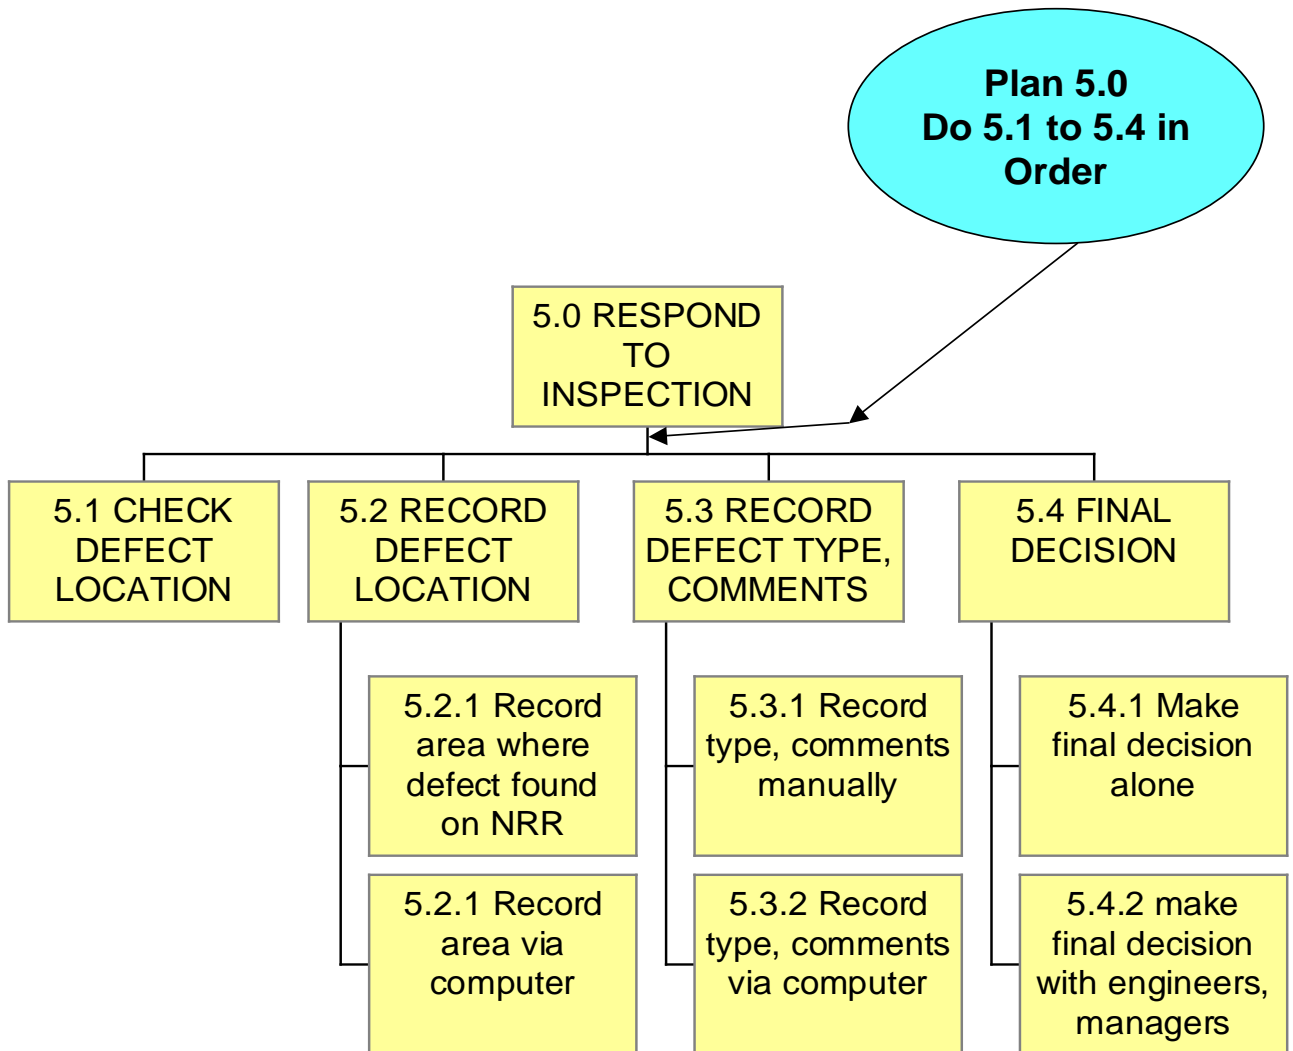 Plan 5.0
Do 5.1 to 5.4 in
Order
5.0 RESPOND
TO
INSPECTION
5.1 CHECK
DEFECT
LOCATION
5.2 RECORD
DEFECT
LOCATION
5.3 RECORD
DEFECT TYPE,
COMMENTS
5.4 FINAL
DECISION
5.2.1 Record
area where
defect found
on NRR
5.3.1 Record
type, comments
manually
5.4.1 Make
final decision
alone
5.2.1 Record
area via
computer
5.3.2 Record
type, comments
via computer
5.4.2 make
final decision
with engineers,
managers